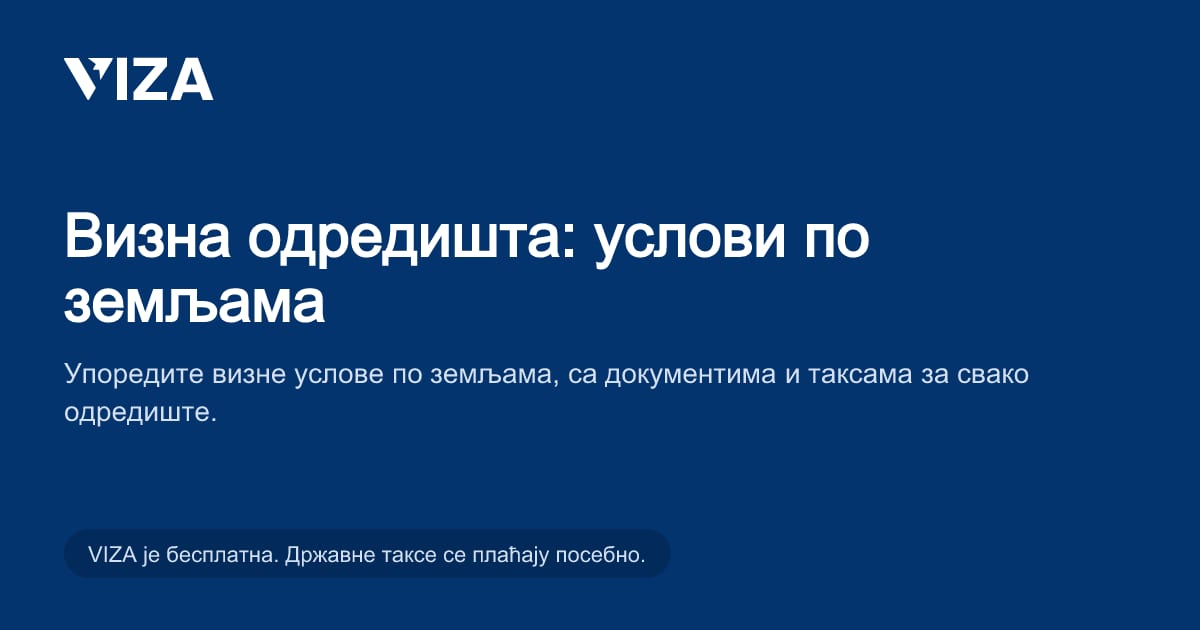 VIZA
Визна одредишта: услови по
земљама
Упоредите визне услове по земљама, са документима и таксама за свако
одредиште.
VIZA је бесплатна. Државне таксе се плаћају посебно.